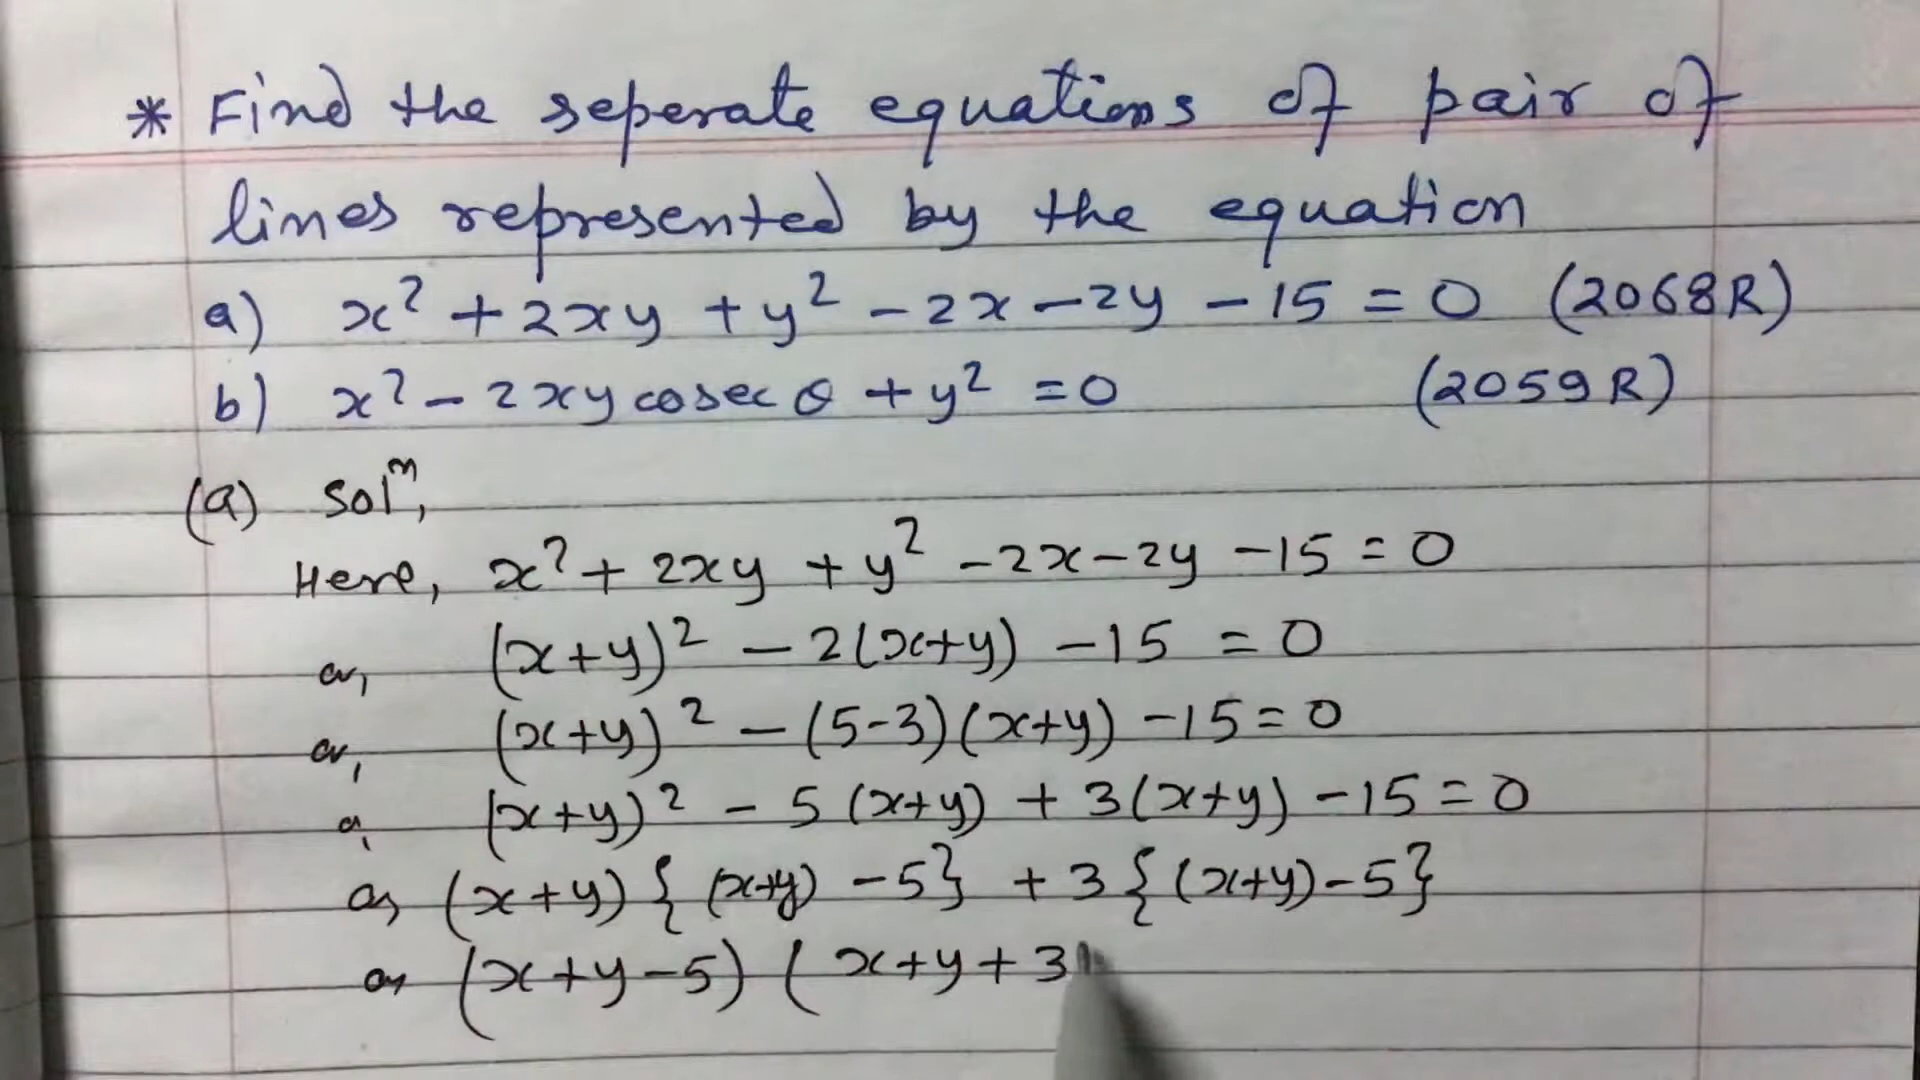 * Find the seperate equations of pair of
lines represented by the equation
a) x² + 2xy + y² - 2x - 2y - 15 = 0 (2068R)
b) x² - 2xy cosec θ + y² = 0 (2059R)
(a) Solⁿ,
Here, x² + 2xy + y² - 2x - 2y - 15 = 0
or, (x+y)² - 2(x+y) - 15 = 0
or, (x+y)² - (5-3)(x+y) - 15 = 0
or, (x+y)² - 5(x+y) + 3(x+y) - 15 = 0
or, (x+y){(x+y) - 5} + 3{(x+y) - 5}
or (x+y-5)(x+y+3